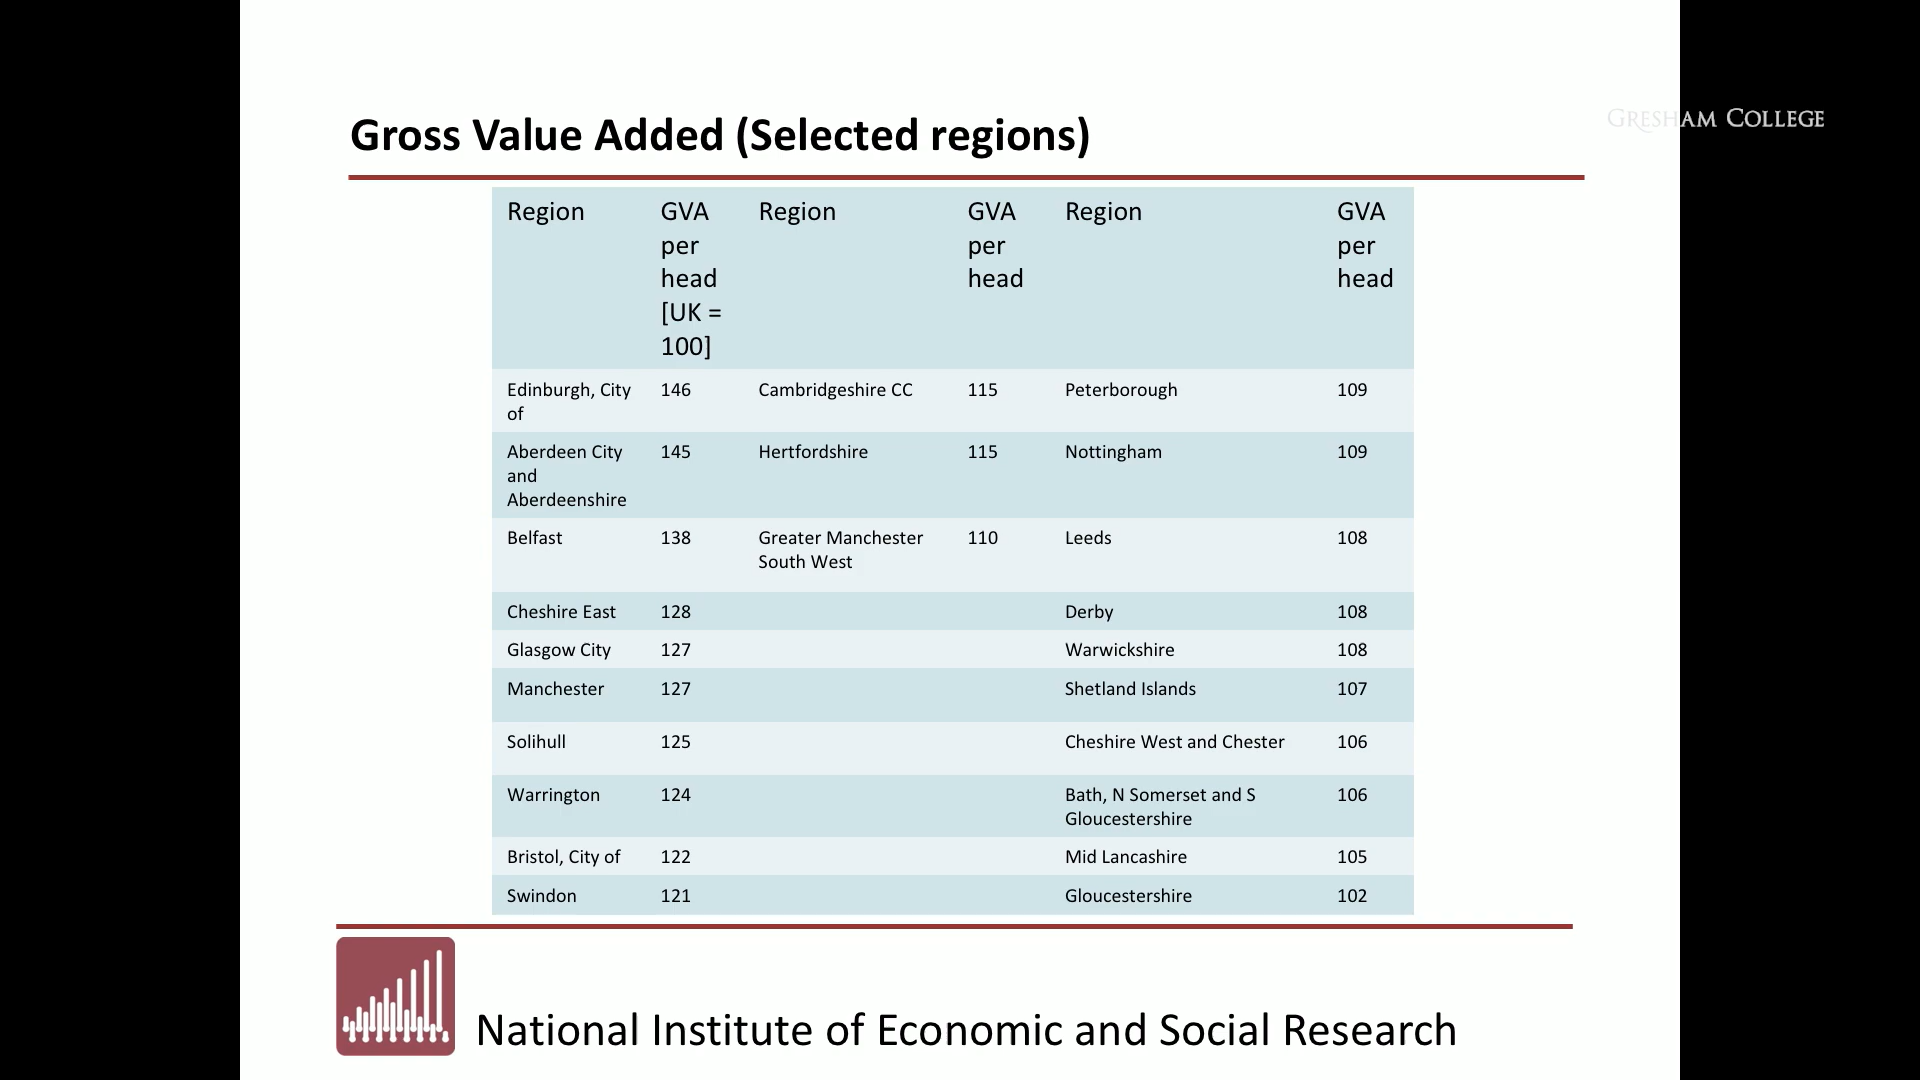 GRESHAM COLLEGE
Gross Value Added (Selected regions)
Region GVA per head [UK = 100] Region GVA per head Region GVA per head
Edinburgh, City of 146 Cambridgeshire CC 115 Peterborough 109
Aberdeen City and Aberdeenshire 145 Hertfordshire 115 Nottingham 109
Belfast 138 Greater Manchester South West 110 Leeds 108
Cheshire East 128 Derby 108
Glasgow City 127 Warwickshire 108
Manchester 127 Shetland Islands 107
Solihull 125 Cheshire West and Chester 106
Warrington 124 Bath, N Somerset and S Gloucestershire 106
Bristol, City of 122 Mid Lancashire 105
Swindon 121 Gloucestershire 102
National Institute of Economic and Social Research